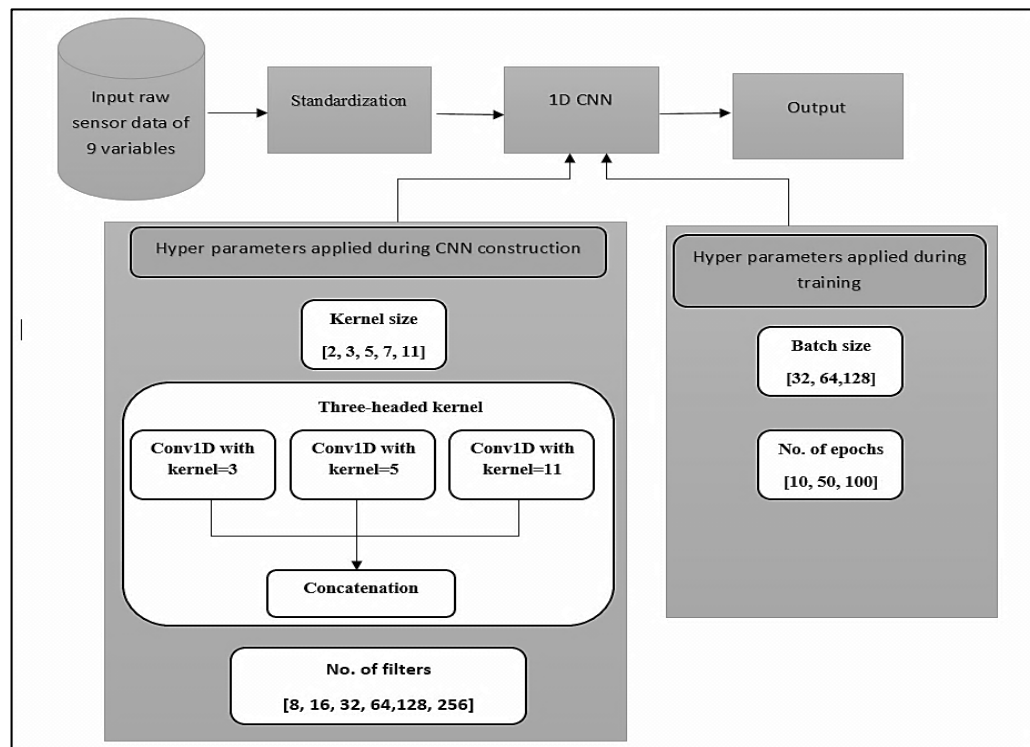 Input raw
sensor data of
9 variables
Standardization
1D CNN
Output
Hyper parameters applied during CNN construction
Kernel size
[2, 3, 5, 7, 11]
Three-headed kernel
Conv1D with
kernel=3
Conv1D with
kernel=5
Conv1D with
kernel=11
Concatenation
No. of filters
[8, 16, 32, 64,128, 256]
Hyper parameters applied during
training
Batch size
[32, 64,128]
No. of epochs
[10, 50, 100]